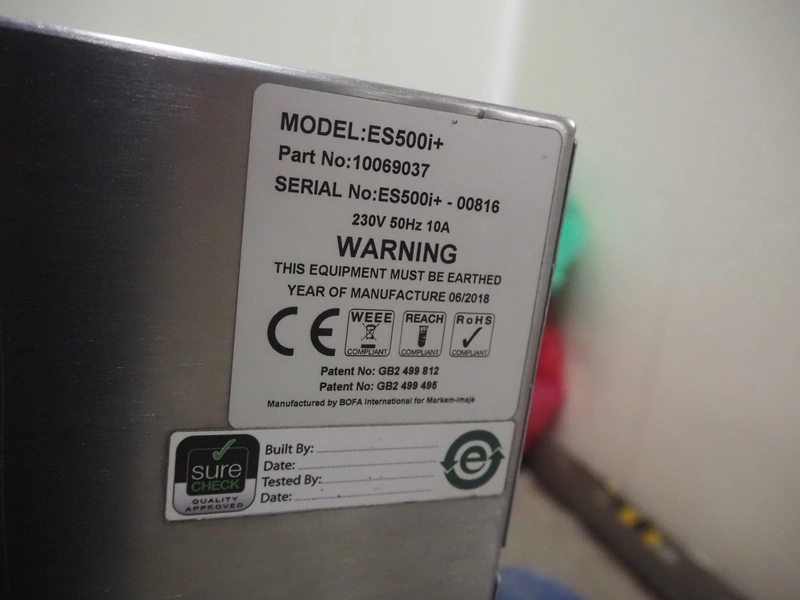 MODEL:ES500i+
Part No:10069037
SERIAL No:ES500i+ - 00816
230V 50Hz 10A
WARNING
THIS EQUIPMENT MUST BE EARTHED
YEAR OF MANUFACTURE 06/2018
CE
WEEE
COMPLIANT
REACH
COMPLIANT
RoHS
COMPLIANT
Patent No: GB2 499 812
Patent No: GB2 499 495
Manufactured by BOFA International for Markem-Imaje
sure
CHECK
QUALITY
APPROVED
Built By:
Date:
Tested By:
Date:
e